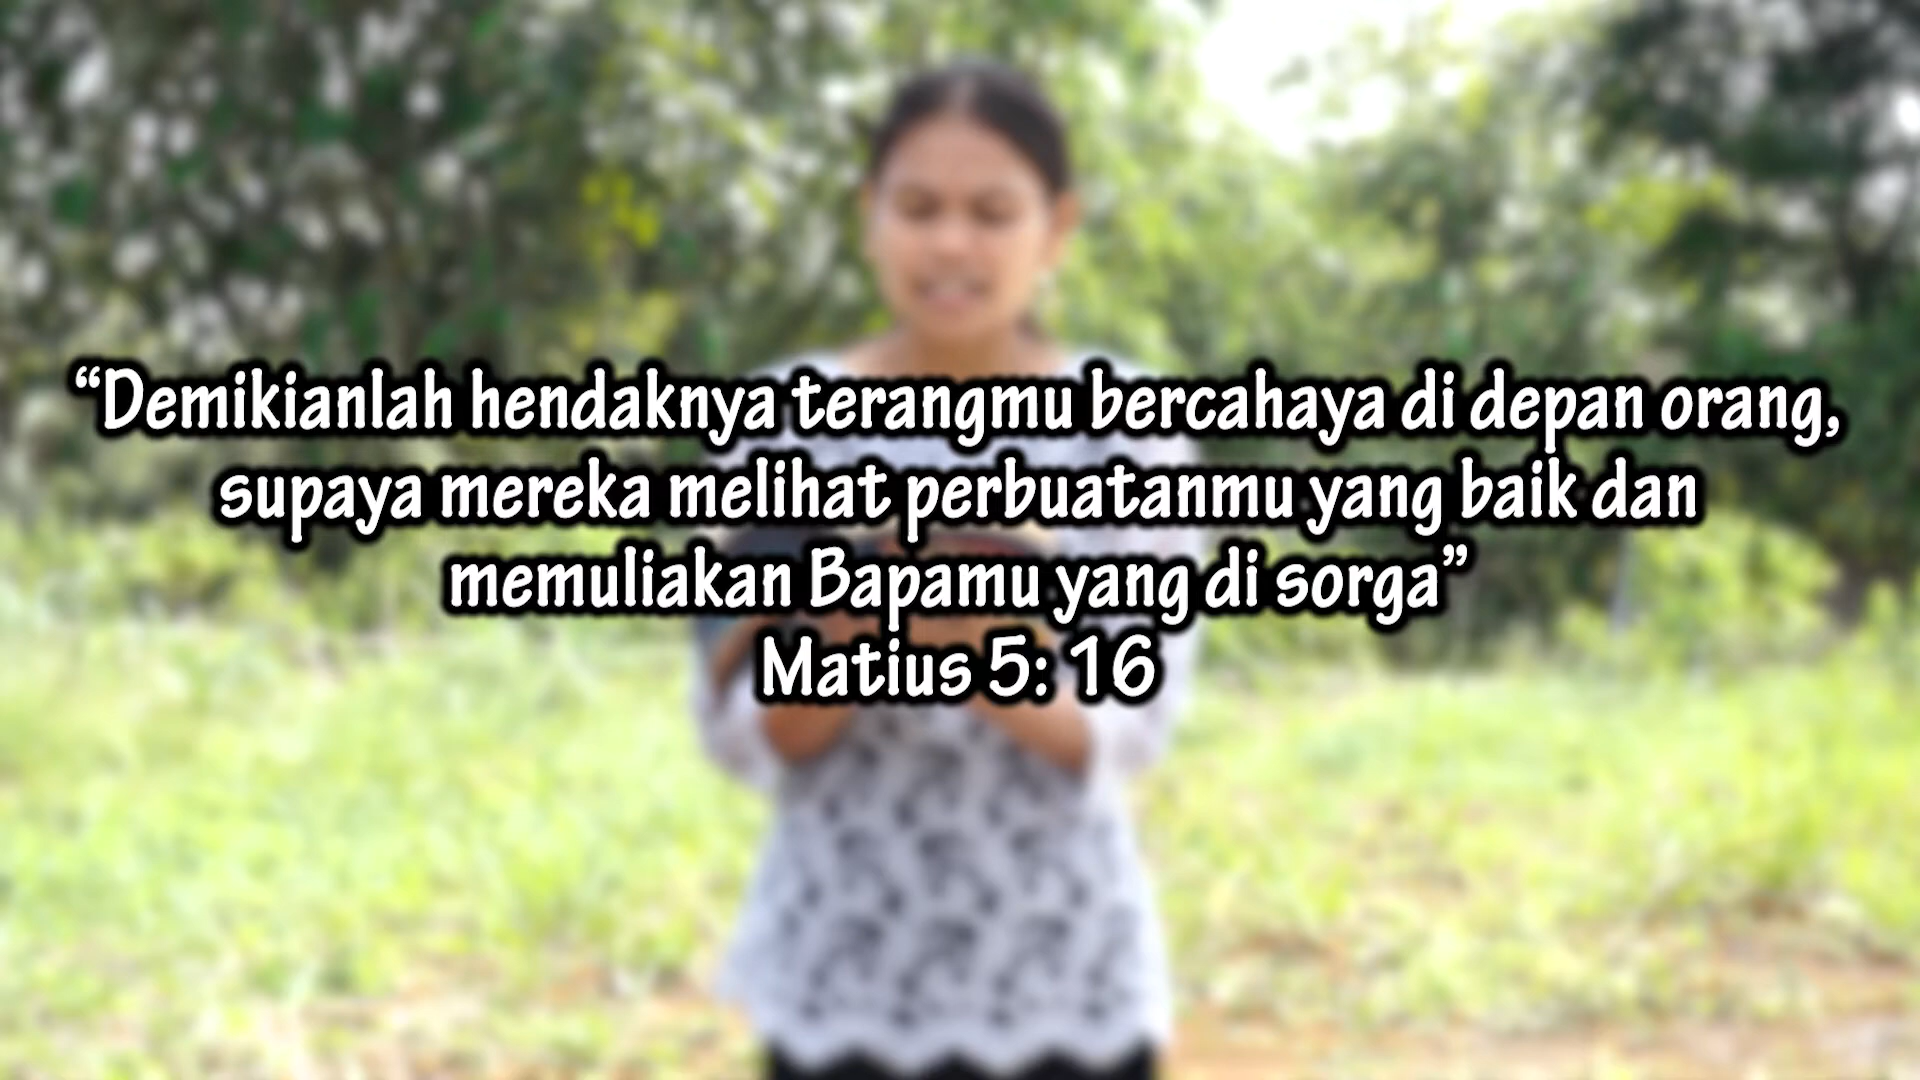 “Demikianlah hendaknya terangmu bercahaya di depan orang,
supaya mereka melihat perbuatanmu yang baik dan
memuliakan Bapamu yang di sorga”
Matius 5: 16